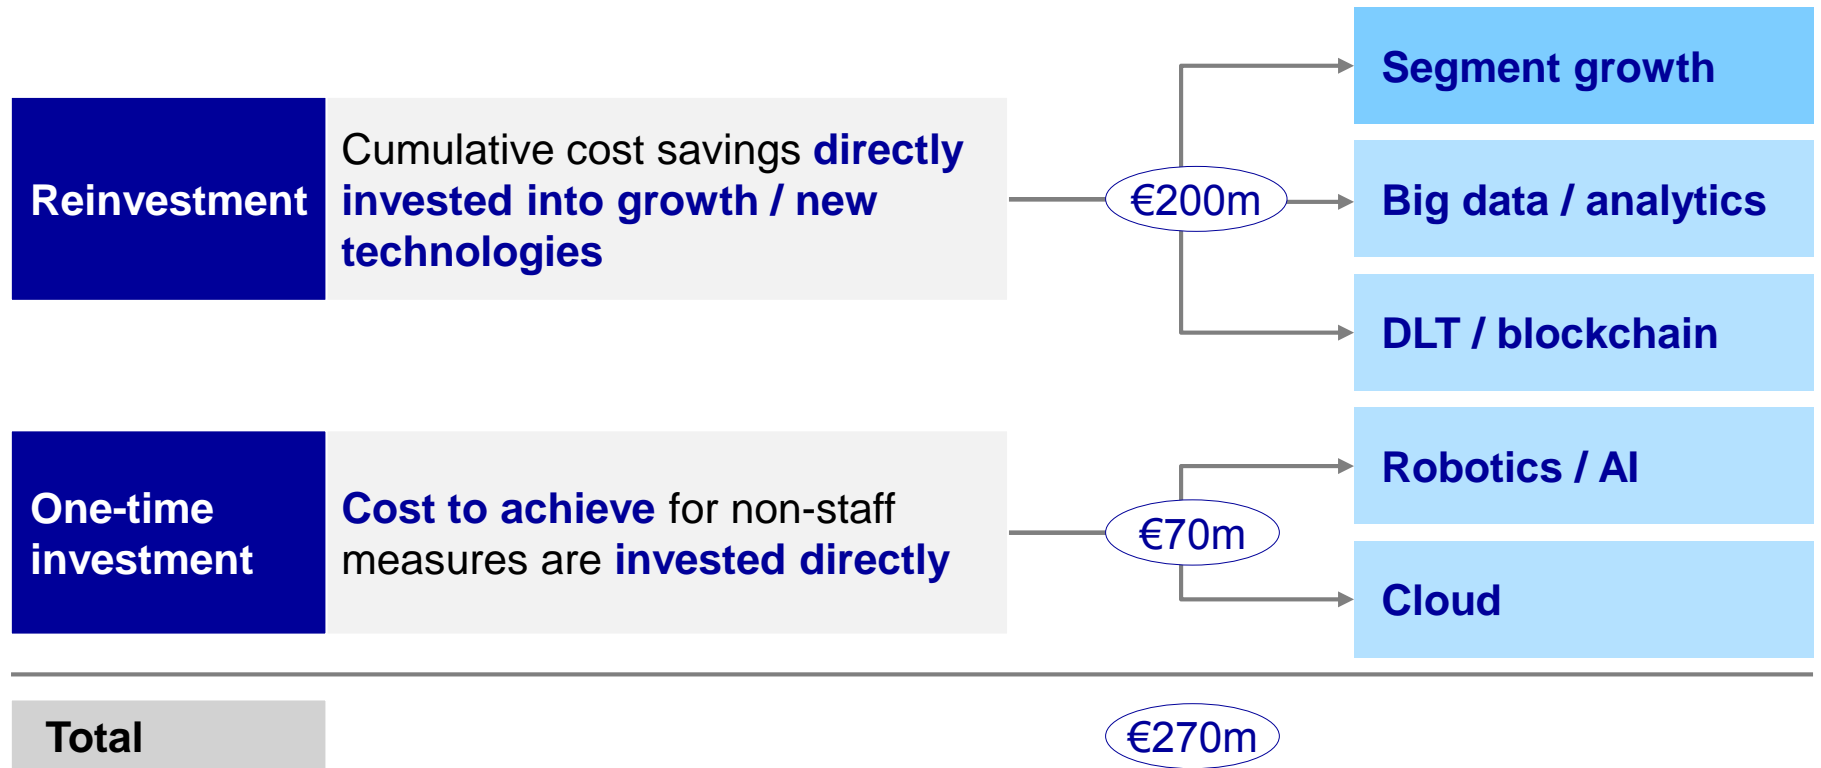 Reinvestment
Cumulative cost savings directly
invested into growth / new
technologies
€200m
Segment growth
Big data / analytics
DLT / blockchain
One-time
investment
Cost to achieve for non-staff
measures are invested directly
€70m
Robotics / AI
Cloud
Total
€270m